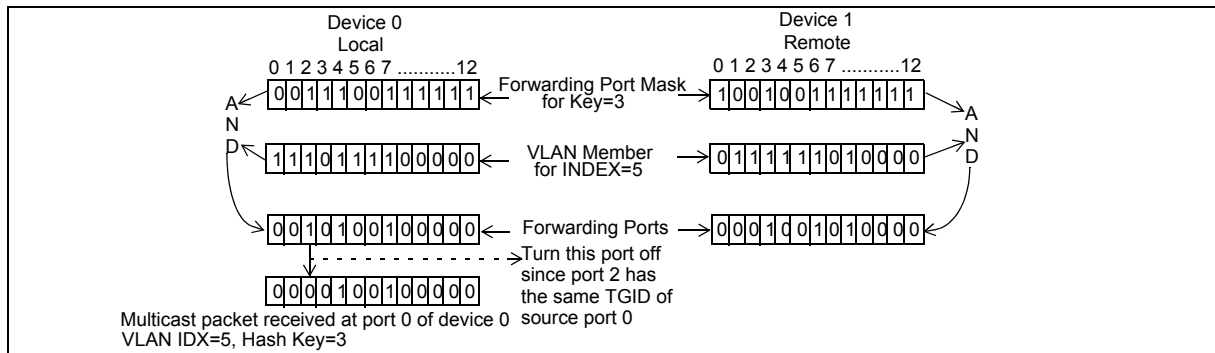 Device 0
Local
Device 1
Remote
0 1 2 3 4 5 6 7 ...........12
0 1 2 3 4 5 6 7 ...........12
0 0 1 1 1 0 0 1 1 1 1 1 1
Forwarding Port Mask
for Key=3
1 0 0 1 0 0 1 1 1 1 1 1 1
A
N
D
A
N
D
1 1 1 0 1 1 1 1 0 0 0 0 0
VLAN Member
for INDEX=5
0 1 1 1 1 1 1 0 1 0 0 0 0
0 0 1 0 1 0 0 1 0 0 0 0 0
Forwarding Ports
0 0 0 1 0 0 1 0 1 0 0 0 0
Turn this port off
since port 2 has
the same TGID of
source port 0
0 0 0 0 1 0 0 1 0 0 0 0 0
Multicast packet received at port 0 of device 0
VLAN IDX=5, Hash Key=3